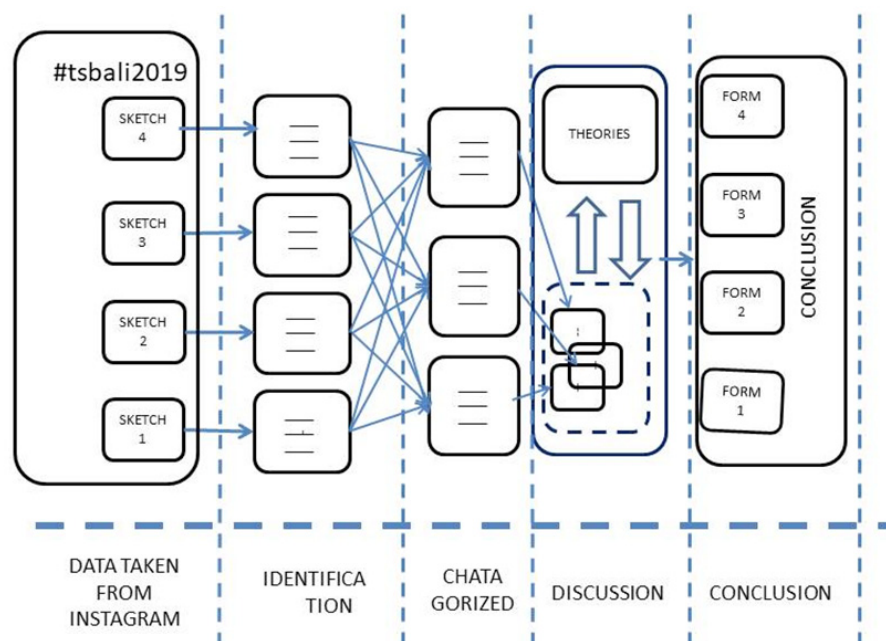 #tsbali2019
SKETCH
4
SKETCH
3
SKETCH
2
SKETCH
1
THEORIES
FORM
4
FORM
3
FORM
2
FORM
1
CONCLUSION
DATA TAKEN
FROM
INSTAGRAM
IDENTIFICA
TION
CHATA
GORIZED
DISCUSSION
CONCLUSION